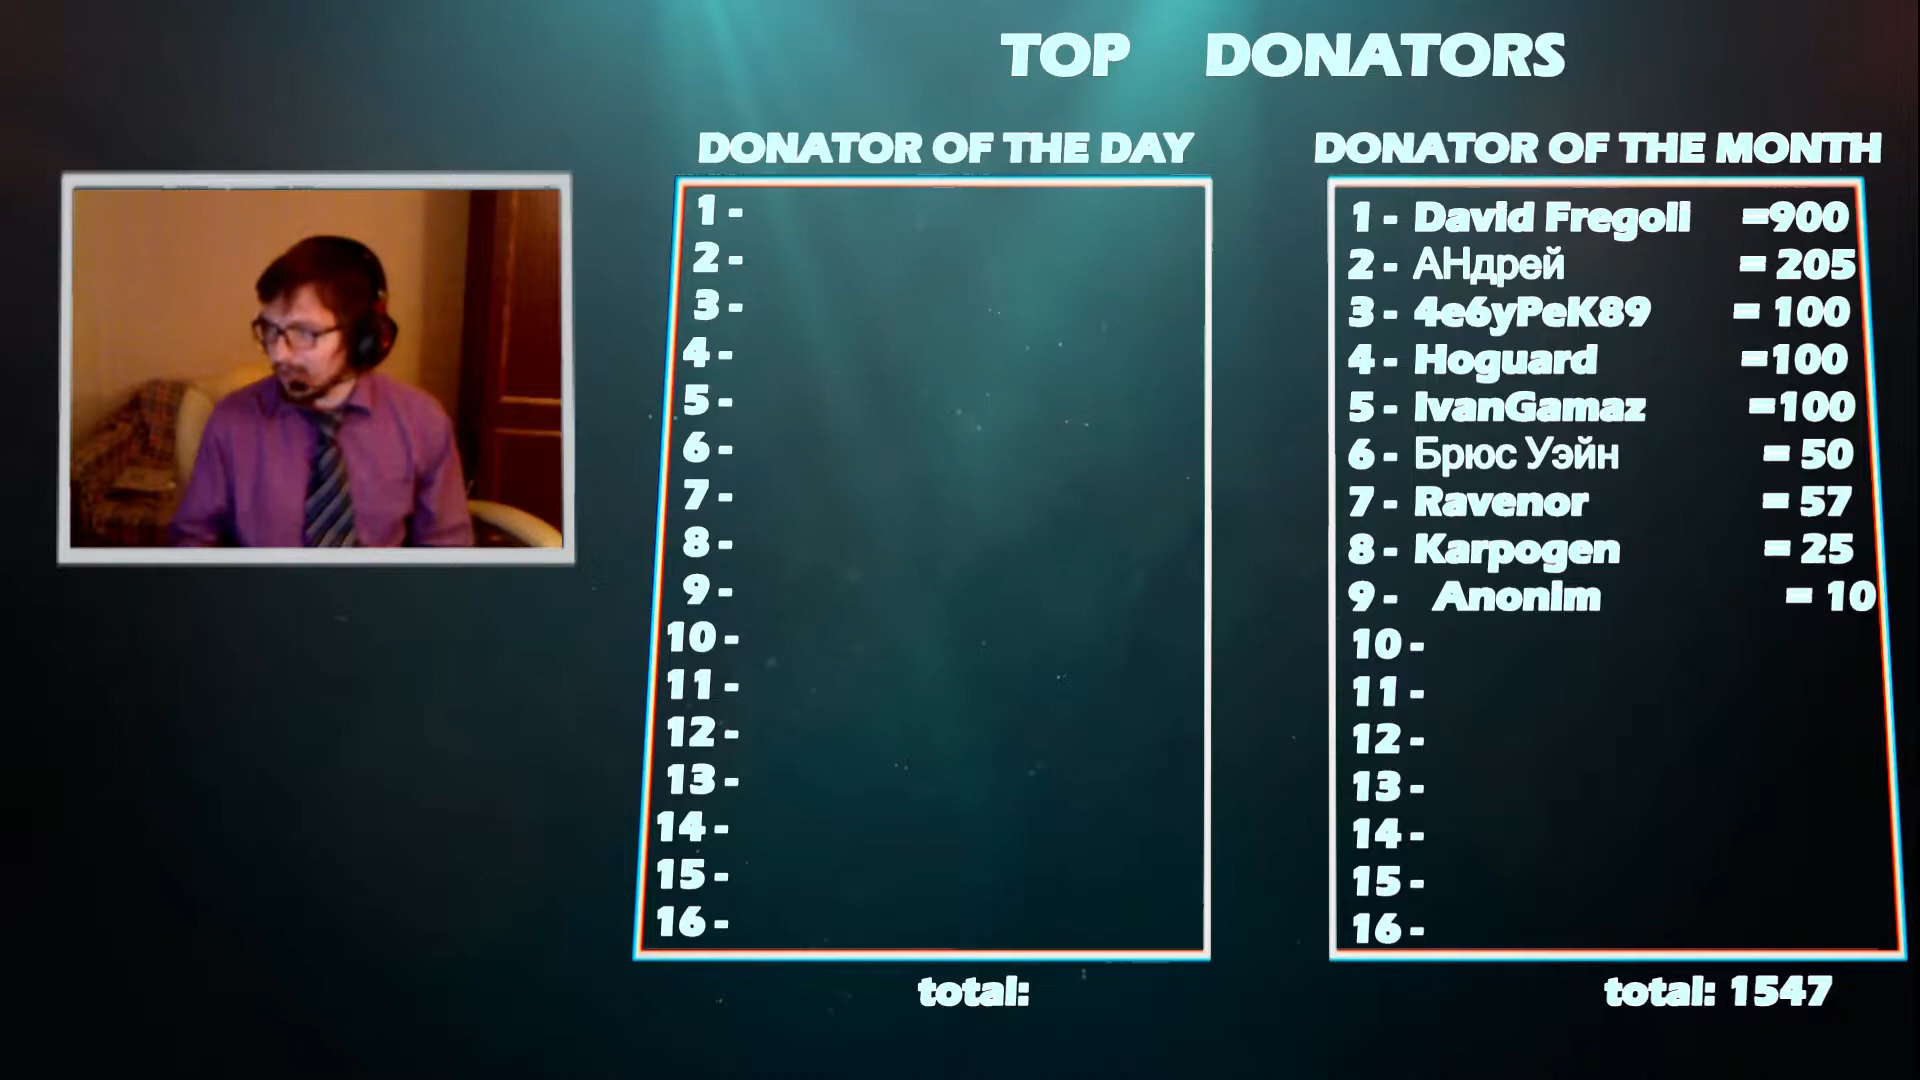 TOP DONATORS
DONATOR OF THE DAY
1 -
2 -
3 -
4 -
5 -
6 -
7 -
8 -
9 -
10 -
11 -
12 -
13 -
14 -
15 -
16 -
total:
DONATOR OF THE MONTH
1 - David Fregoli =900
2 - АНдрей = 205
3 - 4e6yPeK89 = 100
4 - Hoguard =100
5 - IvanGamaz =100
6 - Брюс Уэйн = 50
7 - Ravenor = 57
8 - Karpogen = 25
9 - Anonim = 10
10 -
11 -
12 -
13 -
14 -
15 -
16 -
total: 1547